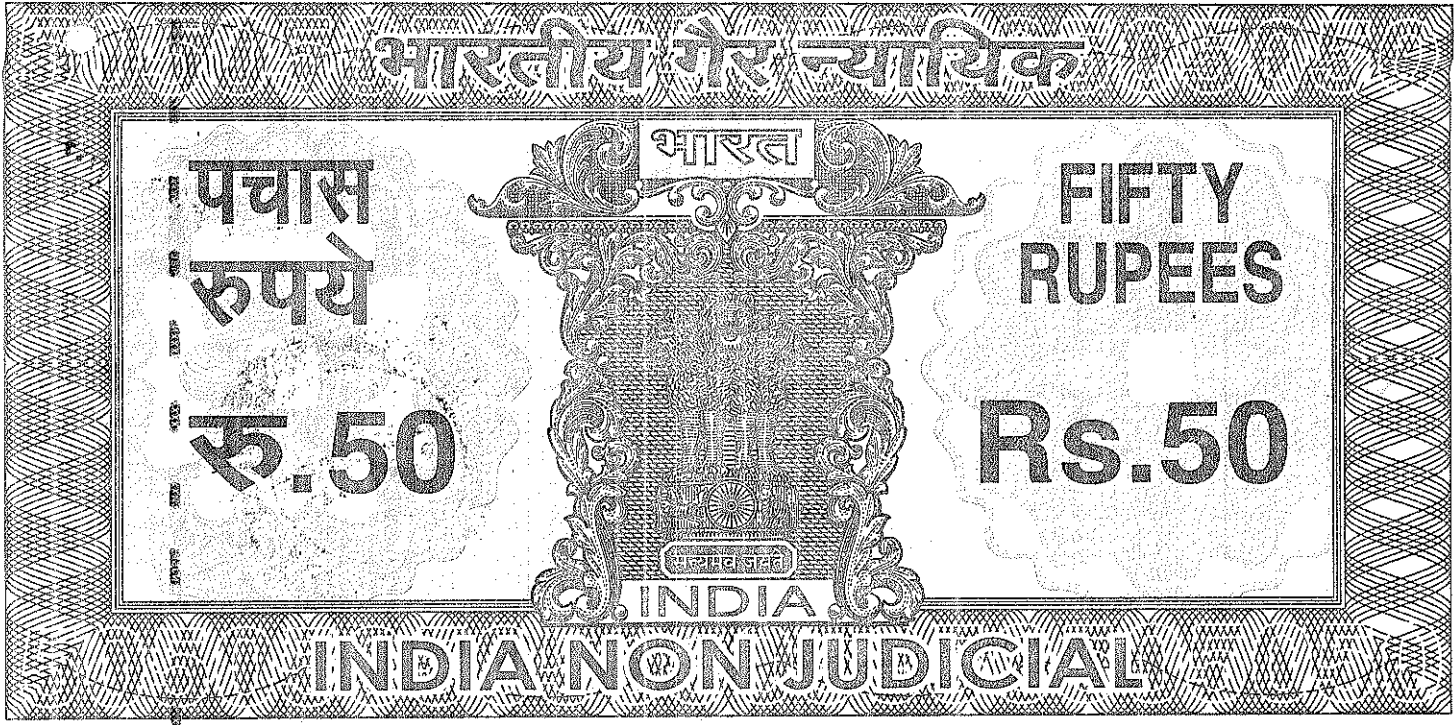 भारतीय गैर न्यायिक
भारत
पचास
रुपये
FIFTY
RUPEES
रु.50
Rs.50
सत्यमेव जयते
INDIA
INDIA NON JUDICIAL